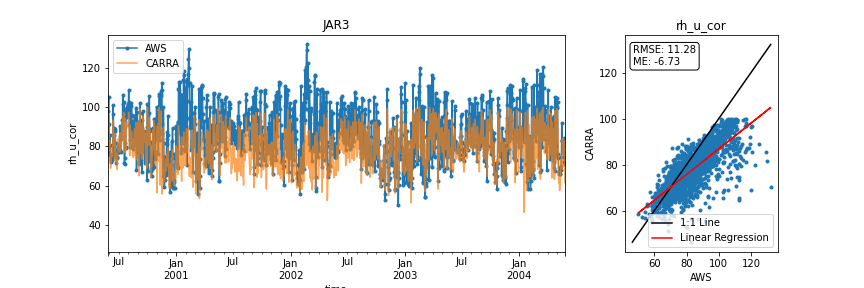 JAR3
AWS
CARRA
rh_u_cor
120
100
80
60
40
Jul
Jan
2001
Jul
Jan
2002
Jul
Jan
2003
Jul
Jan
2004
time
rh_u_cor
RMSE: 11.28
ME: -6.73
CARRA
120
100
80
60
1:1 Line
Linear Regression
60
80
100
120
AWS